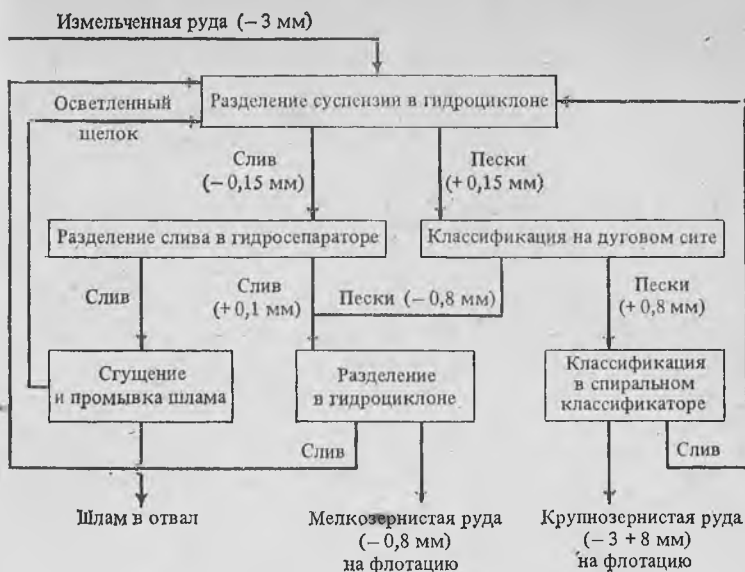 Измельченная руда (−3 мм)
Осветленный
щелок
Разделение суспензии в гидроциклоне
Слив
(−0,15 мм)
Пески
(+0,15 мм)
Разделение слива в гидросепараторе
Классификация на дуговом сите
Слив
Слив
(+0,1 мм)
Пески (−0,8 мм)
Пески
(+0,8 мм)
Сгущение
и промывка шлама
Разделение
в гидроциклоне
Классификация
в спиральном
классификаторе
Слив
Слив
Шлам в отвал
Мелкозернистая руда
(−0,8 мм)
на флотацию
Крупнозернистая руда
(−3 + 8 мм)
на флотацию